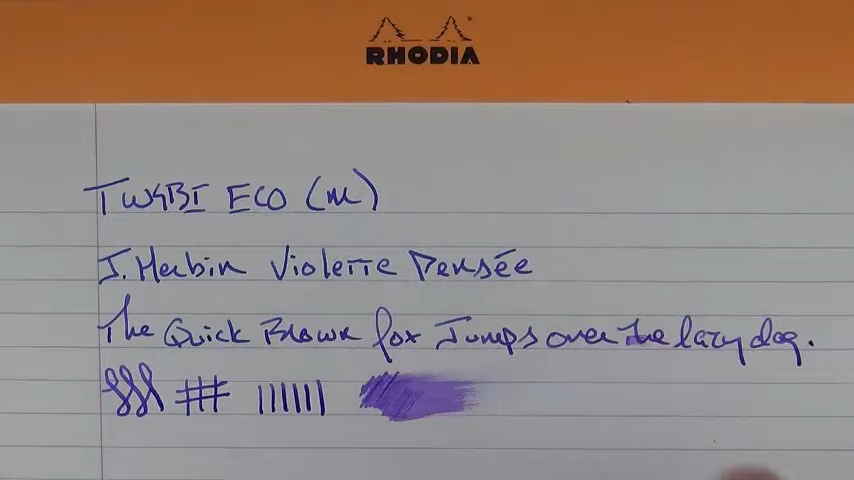 RHODIA
TWSBI ECO (m)
J. Herbin Violette Pensée
The Quick Brown fox Jumps over the lazy dog.